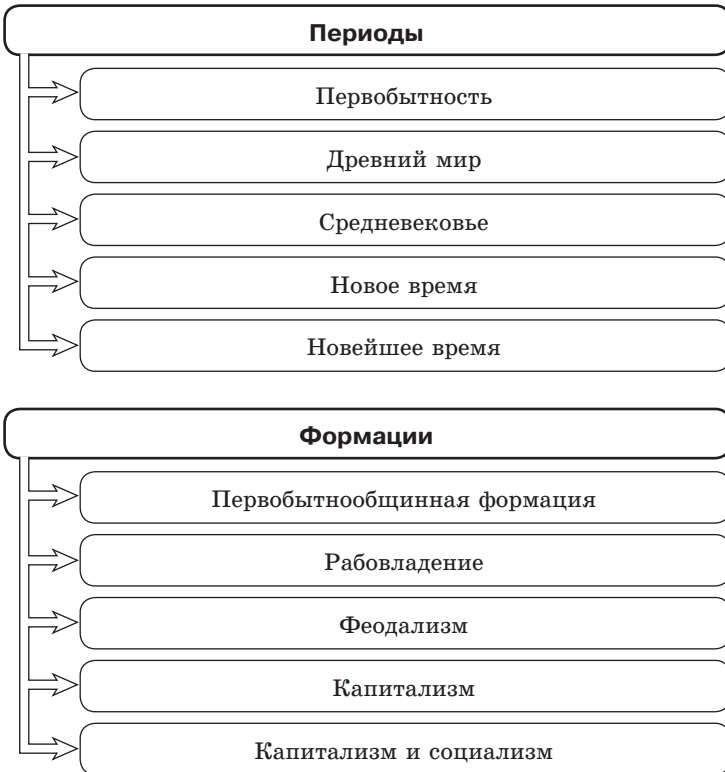 Периоды
Первобытность
Древний мир
Средневековье
Новое время
Новейшее время
Формации
Первобытнообщинная формация
Рабовладение
Феодализм
Капитализм
Капитализм и социализм